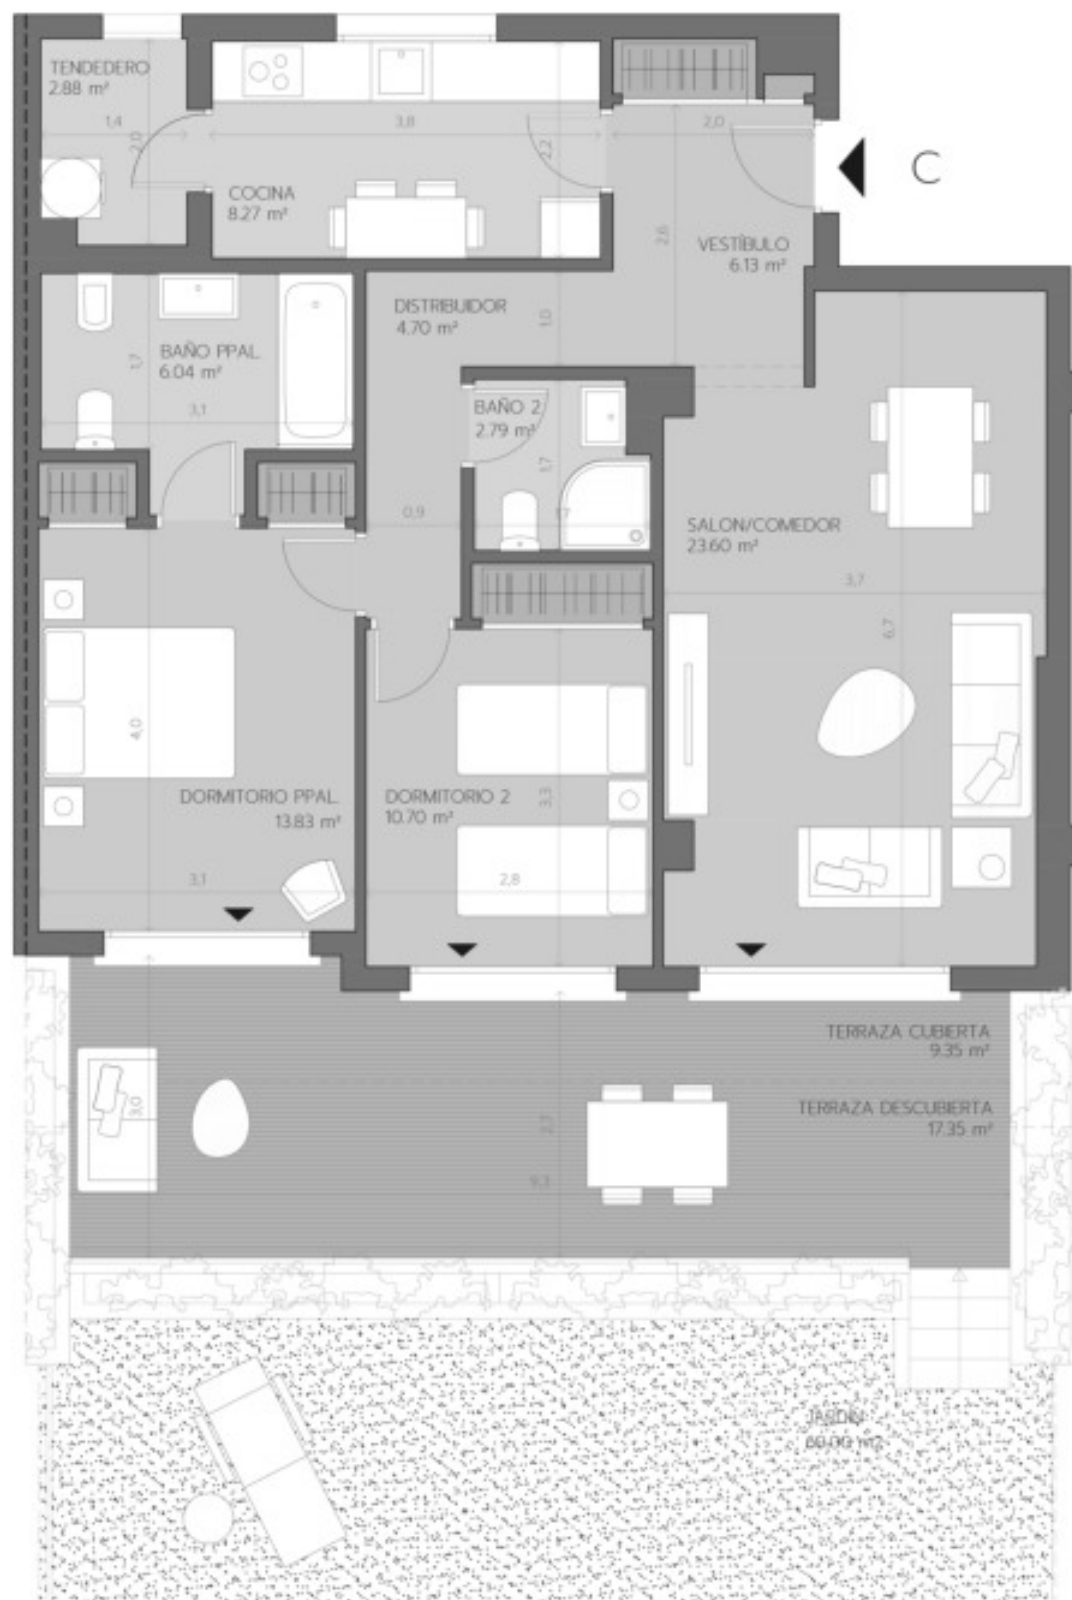 TENDEDERO
2.88 m²
1,4
2,0
3,8
2,2
COCINA
8.27 m²
2,0
C
2,6
VESTÍBULO
6.13 m²
DISTRIBUIDOR
4.70 m²
1,0
BAÑO PPAL.
6.04 m²
1,7
3,1
BAÑO 2
2.79 m²
1,7
1,7
0,9
SALON/COMEDOR
23.60 m²
3,7
6,7
4,0
DORMITORIO PPAL.
13.83 m²
3,1
DORMITORIO 2
10.70 m²
3,3
2,8
TERRAZA CUBIERTA
9.35 m²
TERRAZA DESCUBIERTA
17.35 m²
3,0
2,7
9,3
JARDIN